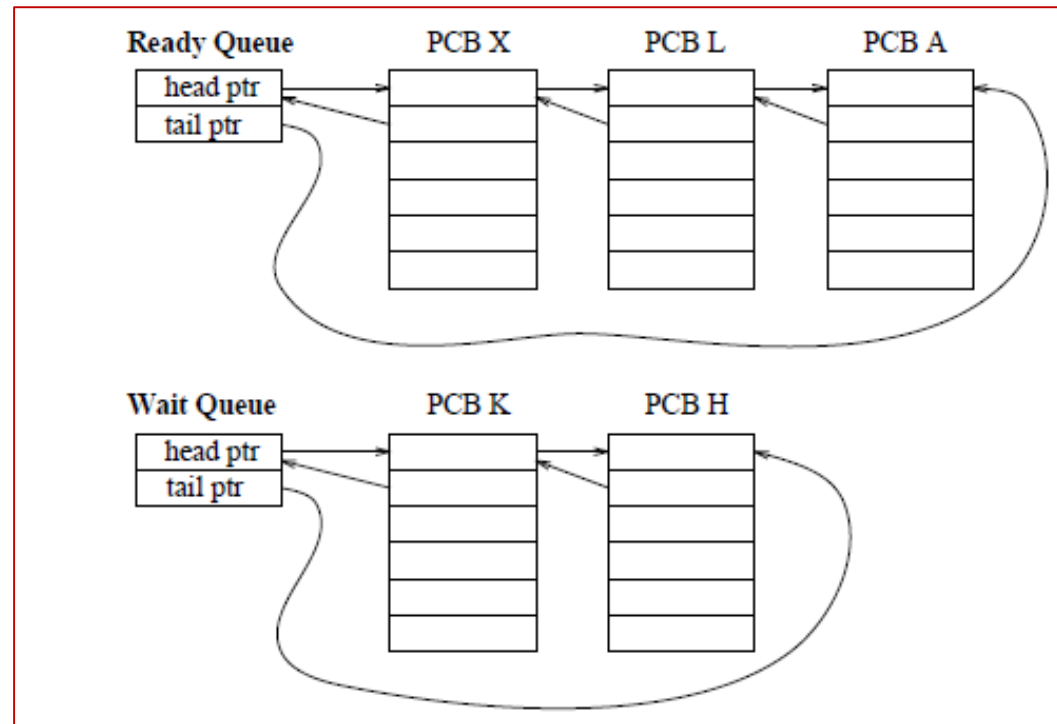 Ready Queue PCB X PCB L PCB A
head ptr
tail ptr
Wait Queue PCB K PCB H
head ptr
tail ptr